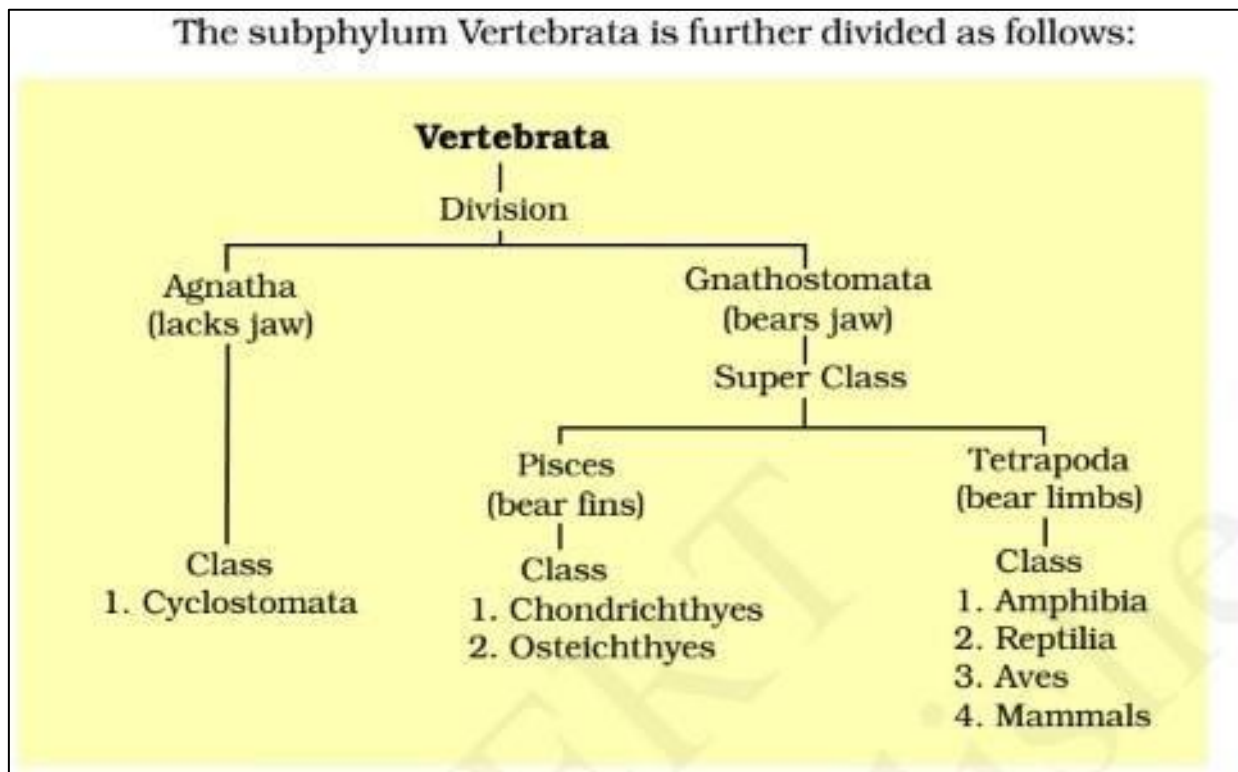 The subphylum Vertebrata is further divided as follows:
Vertebrata
Division
Agnatha
(lacks jaw)
Gnathostomata
(bears jaw)
Super Class
Pisces
(bear fins)
Tetrapoda
(bear limbs)
Class
1. Cyclostomata
Class
1. Chondrichthyes
2. Osteichthyes
Class
1. Amphibia
2. Reptilia
3. Aves
4. Mammals